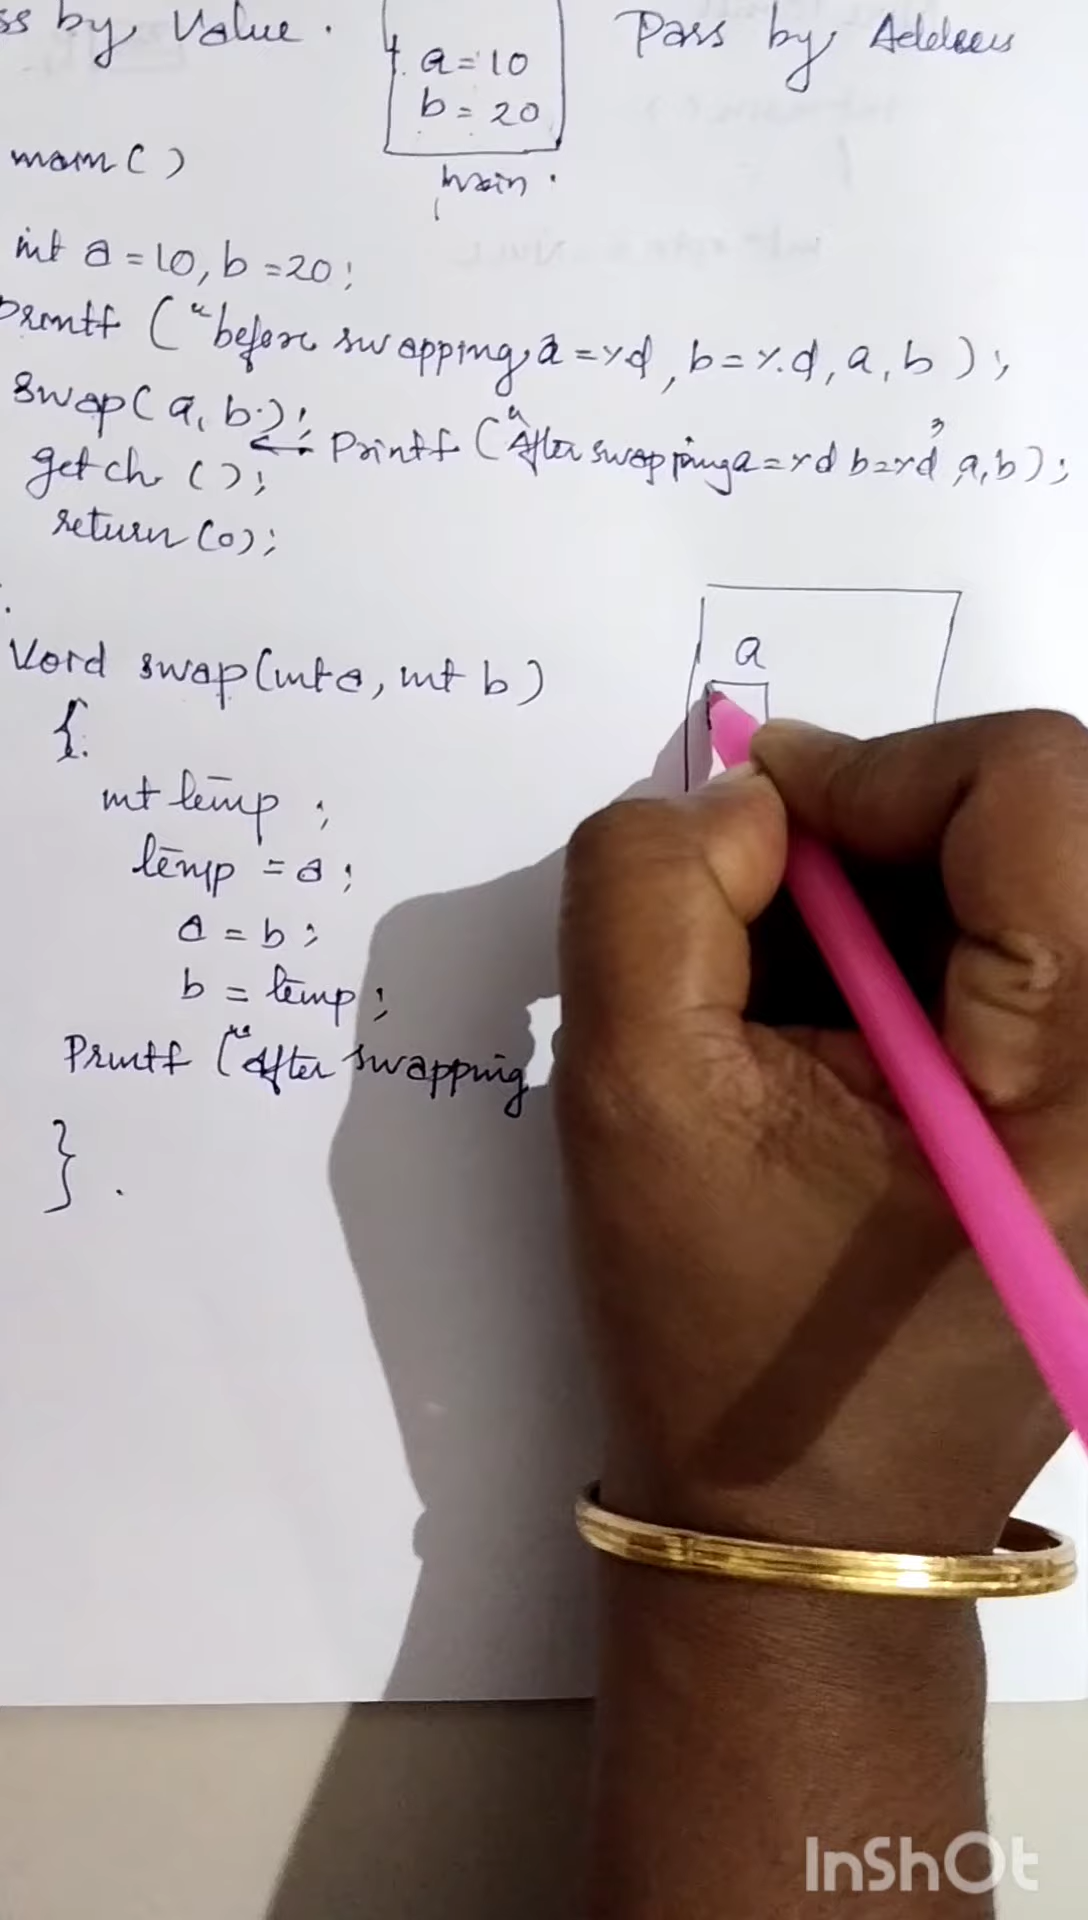 ss by Value.
Pass by Address
a = 10
b = 20
main
main ( )
int a = 10, b = 20;
printf ( "before swapping, a = %d, b = %d, a, b ) ;
swap( a, b );
← Printf ( "After swapping a = %d b = %d" , a, b ) ;
getch ( ) ;
return (0) ;
Void swap(int a, int b )
{
int temp ;
temp = a ;
a = b ;
b = temp ;
Printf ( "After swapping
}
a
InShOt